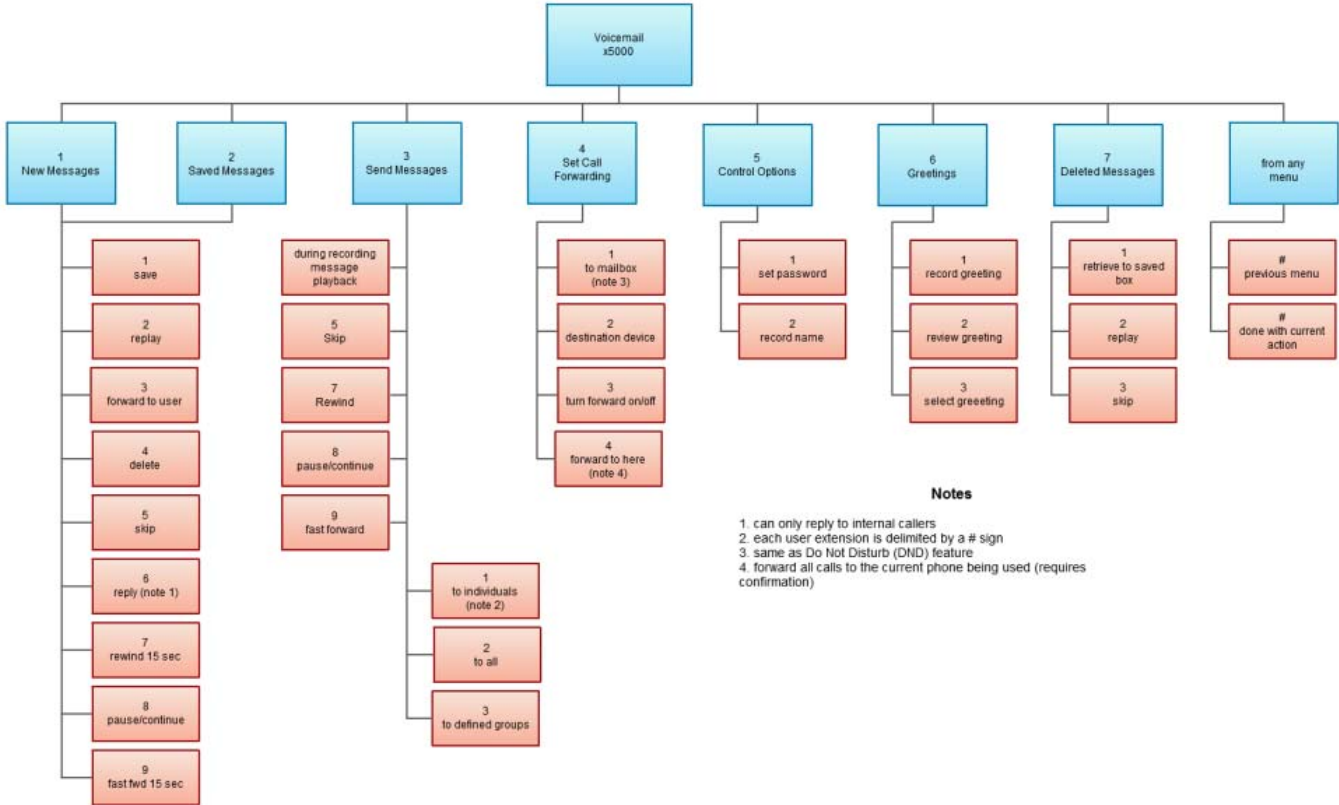 Voicemail
x5000
1
New Messages
2
Saved Messages
3
Send Messages
4
Set Call
Forwarding
5
Control Options
6
Greetings
7
Deleted Messages
from any
menu
1
save
2
replay
3
forward to user
4
delete
5
skip
6
reply (note 1)
7
rewind 15 sec
8
pause/continue
9
fast fwd 15 sec
during recording
message
playback
5
Skip
7
Rewind
8
pause/continue
9
fast forward
1
to individuals
(note 2)
2
to all
3
to defined groups
1
to mailbox
(note 3)
2
destination device
3
turn forward on/off
4
forward to here
(note 4)
1
set password
2
record name
1
record greeting
2
review greeting
3
select greeeting
1
retrieve to saved
box
2
replay
3
skip
#
previous menu
#
done with current
action
Notes
1. can only reply to internal callers
2. each user extension is delimited by a # sign
3. same as Do Not Disturb (DND) feature
4. forward all calls to the current phone being used (requires
confirmation)